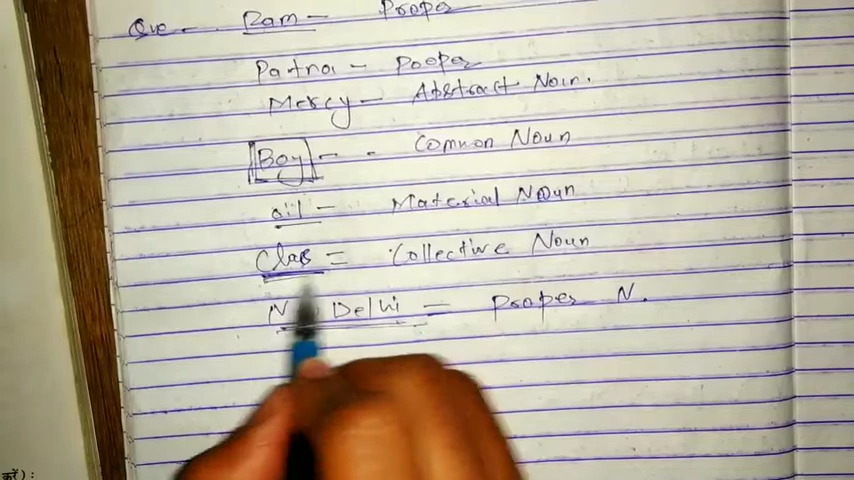 Que. Ram - Proper
Patna - Proper
Mercy - Abstract Noun.
Boy - - Common Noun
oil - Material Noun
Class = Collective Noun
N Delhi = Proper N.
करें) :